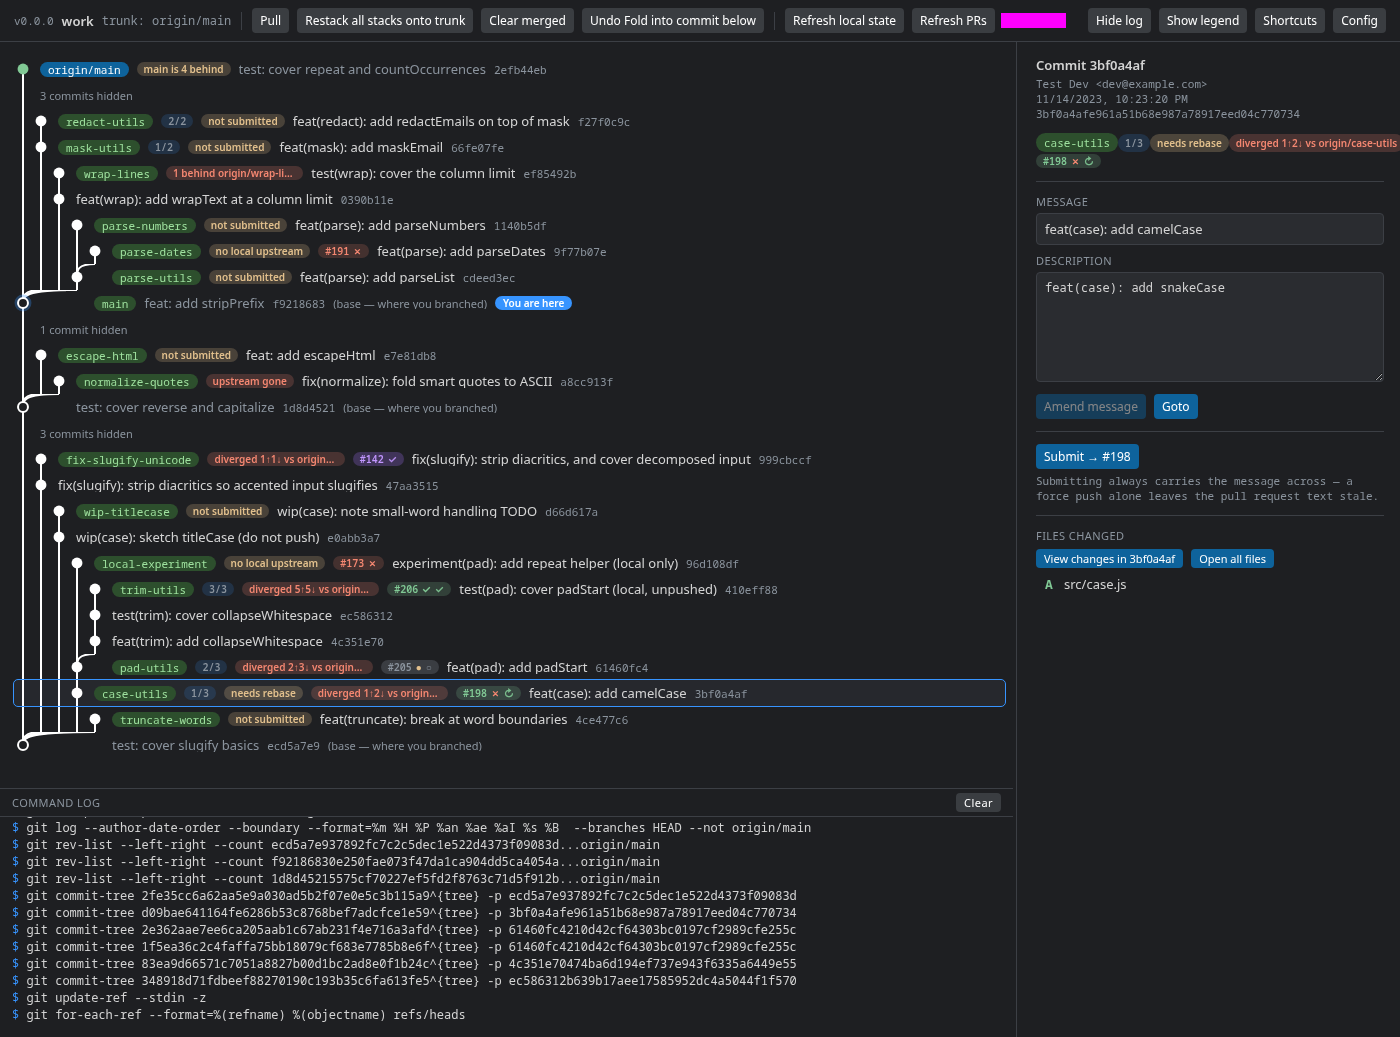 v0.0.0 work trunk: origin/main Pull Restack all stacks onto trunk Clear merged Undo Fold into commit below Refresh local state Refresh PRs Hide log Show legend Shortcuts Config
origin/main main is 4 behind test: cover repeat and countOccurrences 2efb44eb
3 commits hidden
redact-utils 2/2 not submitted feat(redact): add redactEmails on top of mask f27f0c9c
mask-utils 1/2 not submitted feat(mask): add maskEmail 66fe07fe
wrap-lines 1 behind origin/wrap-li... test(wrap): cover the column limit ef85492b
feat(wrap): add wrapText at a column limit 0390b11e
parse-numbers not submitted feat(parse): add parseNumbers 1140b5df
parse-dates no local upstream #191 × feat(parse): add parseDates 9f77b07e
parse-utils not submitted feat(parse): add parseList cdeed3ec
main feat: add stripPrefix f9218683 (base — where you branched) You are here
1 commit hidden
escape-html not submitted feat: add escapeHtml e7e81db8
normalize-quotes upstream gone fix(normalize): fold smart quotes to ASCII a8cc913f
test: cover reverse and capitalize 1d8d4521 (base — where you branched)
3 commits hidden
fix-slugify-unicode diverged 1↑1↓ vs origin... #142 ✓ fix(slugify): strip diacritics, and cover decomposed input 999cbccf
fix(slugify): strip diacritics so accented input slugifies 47aa3515
wip-titlecase not submitted wip(case): note small-word handling TODO d66d617a
wip(case): sketch titleCase (do not push) e0abb3a7
local-experiment no local upstream #173 × experiment(pad): add repeat helper (local only) 96d108df
trim-utils 3/3 diverged 5↑5↓ vs origin... #206 ✓ ✓ test(pad): cover padStart (local, unpushed) 410eff88
test(trim): cover collapseWhitespace ec586312
feat(trim): add collapseWhitespace 4c351e70
pad-utils 2/3 diverged 2↑3↓ vs origin... #205 ● ○ feat(pad): add padStart 61460fc4
case-utils 1/3 needs rebase diverged 1↑2↓ vs origin... #198 × ↻ feat(case): add camelCase 3bf0a4af
truncate-words not submitted feat(truncate): break at word boundaries 4ce477c6
test: cover slugify basics ecd5a7e9 (base — where you branched)
COMMAND LOG Clear
$ git log --author-date-order --boundary --format=%m %H %P %an %ae %aI %s %B --branches HEAD --not origin/main
$ git rev-list --left-right --count ecd5a7e937892fc7c2c5dec1e522d4373f09083d...origin/main
$ git rev-list --left-right --count f92186830e250fae073f47da1ca904dd5ca4054a...origin/main
$ git rev-list --left-right --count 1d8d45215575cf70227ef5fd2f8763c71d5f912b...origin/main
$ git commit-tree 2fe35cc6a62aa5e9a030ad5b2f07e0e5c3b115a9^{tree} -p ecd5a7e937892fc7c2c5dec1e522d4373f09083d
$ git commit-tree d09bae641164fe6286b53c8768bef7adcfce1e59^{tree} -p 3bf0a4afe961a51b68e987a78917eed04c770734
$ git commit-tree 2e362aae7ee6ca205aab1c67ab231f4e716a3afd^{tree} -p 61460fc4210d42cf64303bc0197cf2989cfe255c
$ git commit-tree 1f5ea36c2c4faffa75bb18079cf683e7785b8e6f^{tree} -p 61460fc4210d42cf64303bc0197cf2989cfe255c
$ git commit-tree 83ea9d66571c7051a8827b00d1bc2ad8e0f1b24c^{tree} -p 4c351e70474ba6d194ef737e943f6335a6449e55
$ git commit-tree 348918d71fdbeef88270190c193b35c6fa613fe5^{tree} -p ec586312b639b17aee17585952dc4a5044f1f570
$ git update-ref --stdin -z
$ git for-each-ref --format=%(refname) %(objectname) refs/heads
Commit 3bf0a4af
Test Dev <dev@example.com>
11/14/2023, 10:23:20 PM
3bf0a4afe961a51b68e987a78917eed04c770734
case-utils 1/3 needs rebase diverged 1↑2↓ vs origin/case-utils
#198 × ↻
MESSAGE
feat(case): add camelCase
DESCRIPTION
feat(case): add snakeCase
Amend message Goto
Submit → #198
Submitting always carries the message across — a
force push alone leaves the pull request text stale.
FILES CHANGED
View changes in 3bf0a4af Open all files
A src/case.js